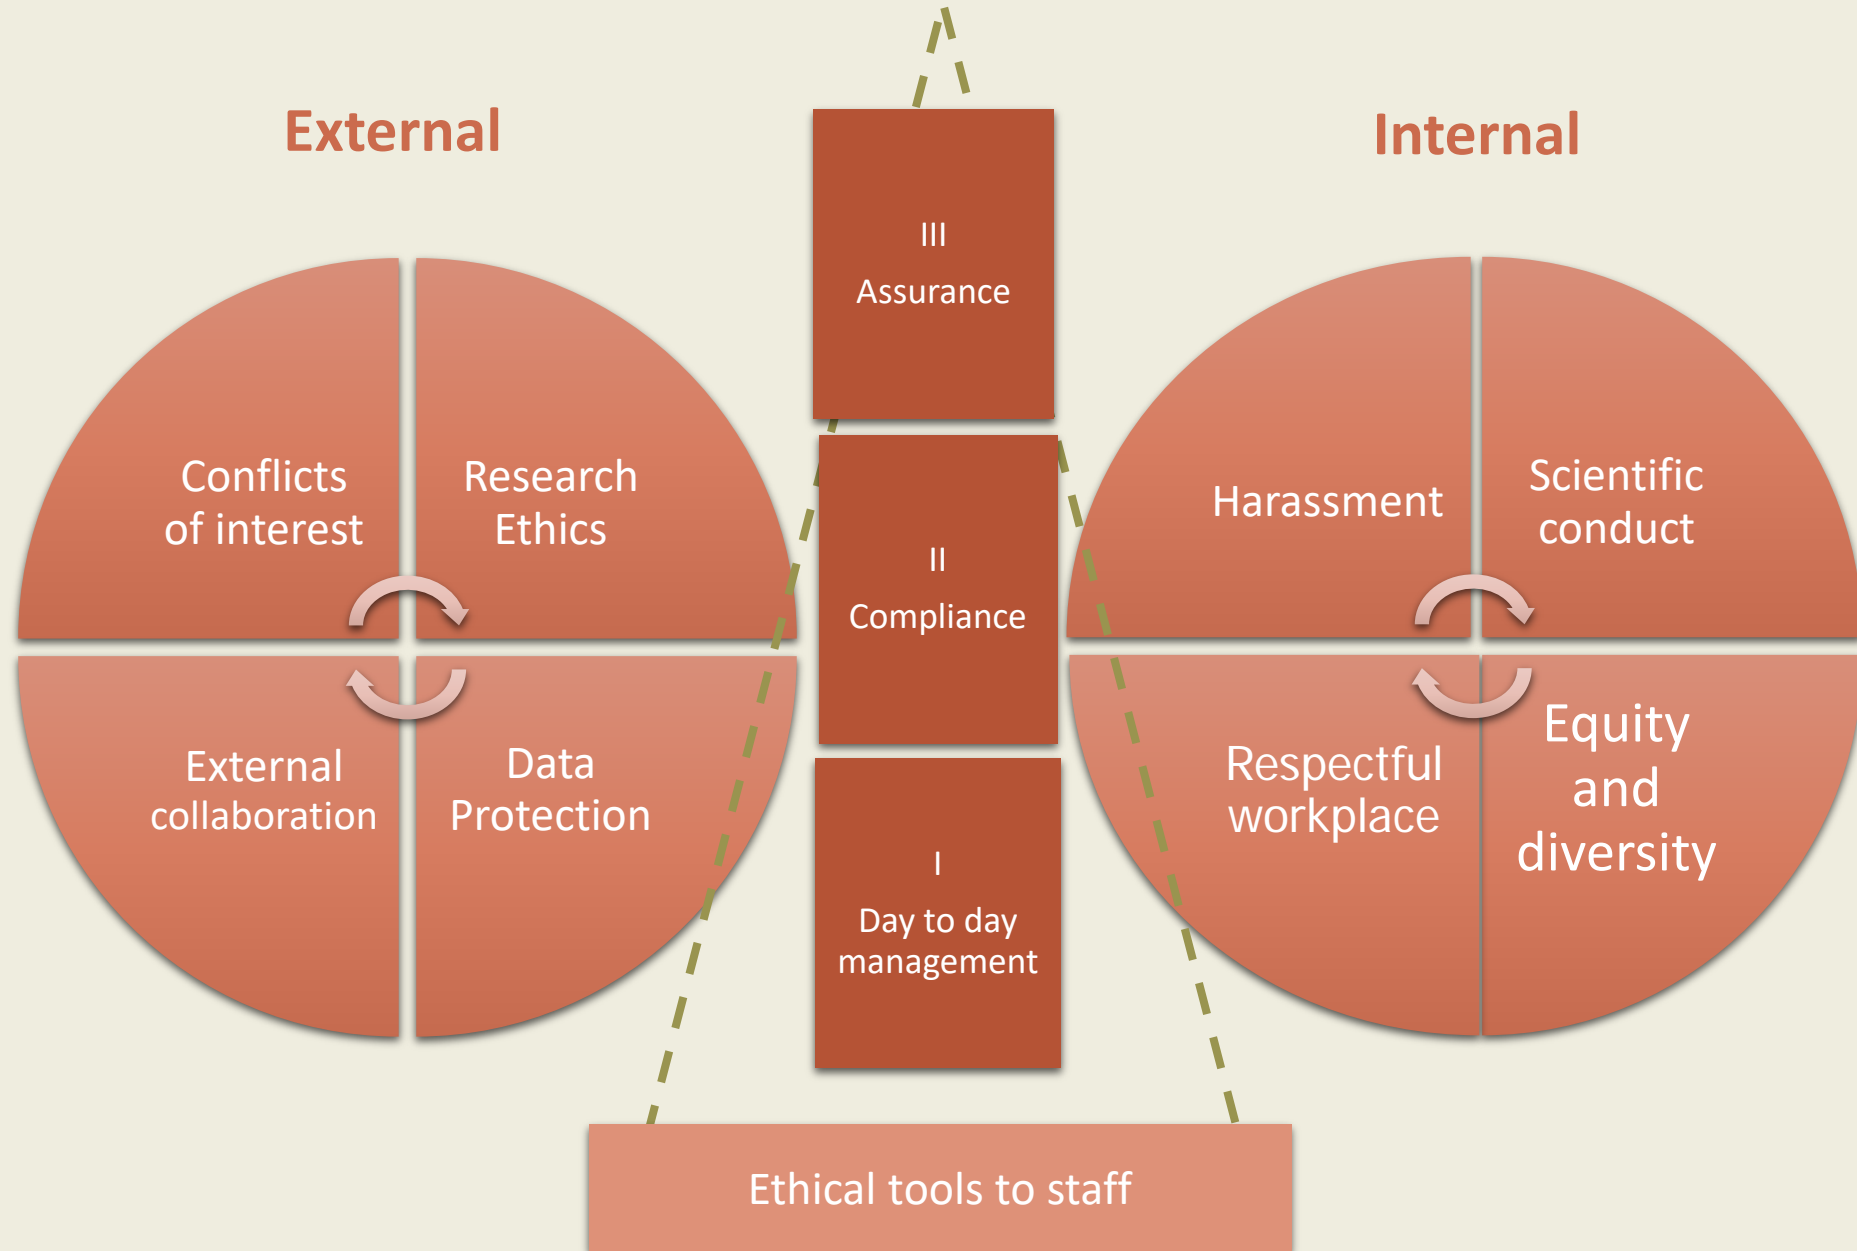 External
Conflicts
of interest
Research
Ethics
External
collaboration
Data
Protection
III
Assurance
II
Compliance
I
Day to day
management
Internal
Harassment
Scientific
conduct
Respectful
workplace
Equity
and
diversity
Ethical tools to staff